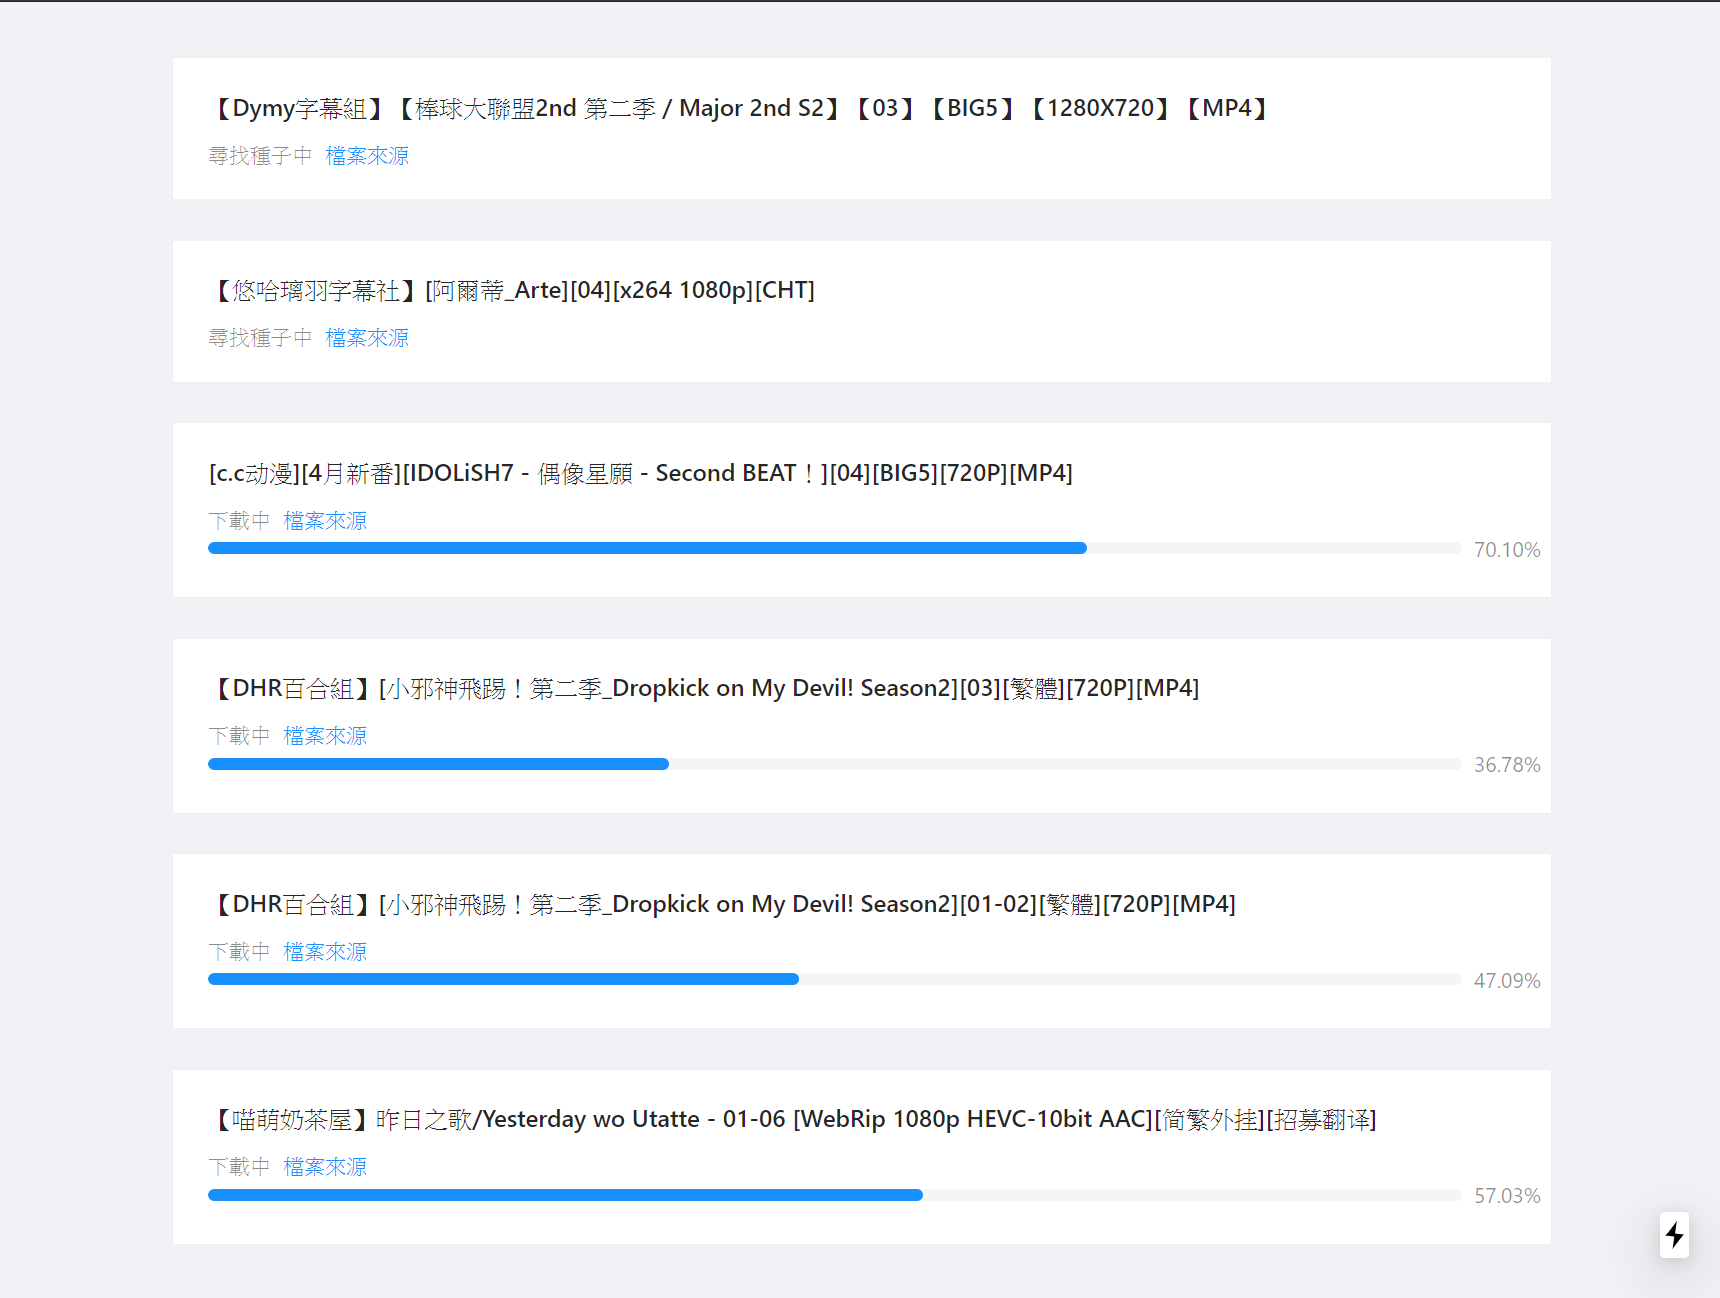 【Dymy字幕組】【棒球大聯盟2nd 第二季 / Major 2nd S2】【03】【BIG5】【1280X720】【MP4】
尋找種子中 檔案來源
【悠哈璃羽字幕社】[阿爾蒂_Arte][04][x264 1080p][CHT]
尋找種子中 檔案來源
[c.c动漫][4月新番][IDOLiSH7 - 偶像星願 - Second BEAT！][04][BIG5][720P][MP4]
下載中 檔案來源
70.10%
【DHR百合組】[小邪神飛踢！第二季_Dropkick on My Devil! Season2][03][繁體][720P][MP4]
下載中 檔案來源
36.78%
【DHR百合組】[小邪神飛踢！第二季_Dropkick on My Devil! Season2][01-02][繁體][720P][MP4]
下載中 檔案來源
47.09%
【喵萌奶茶屋】昨日之歌/Yesterday wo Utatte - 01-06 [WebRip 1080p HEVC-10bit AAC][简繁外挂][招募翻译]
下載中 檔案來源
57.03%